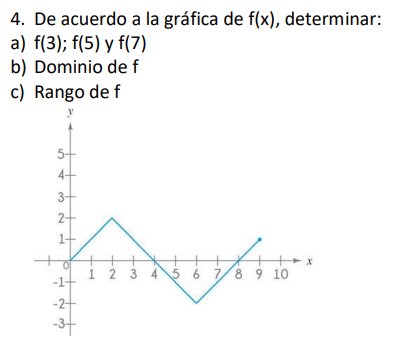 4. De acuerdo a la gráfica de f(x), determinar:
a) f(3); f(5) y f(7)
b) Dominio de f
c) Rango de f
y
5
4
3
2
1
0
1 2 3 4 5 6 7 8 9 10
x
-1
-2
-3